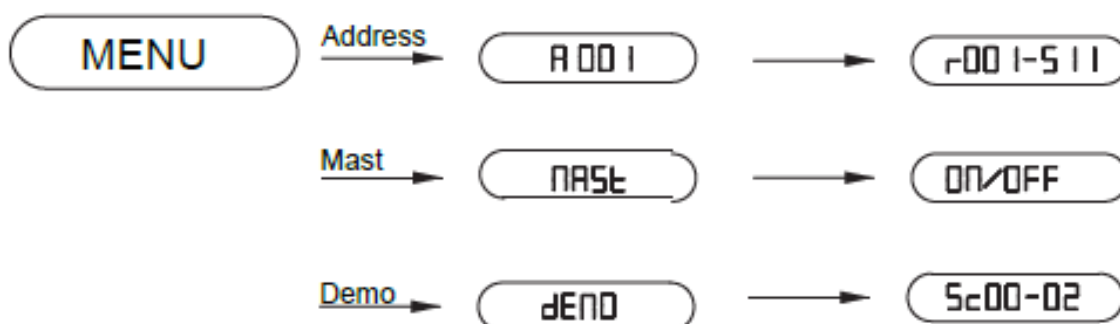 MENU Address A001 r001-511
Mast MASt ON/OFF
Demo dEMO Sc00-02